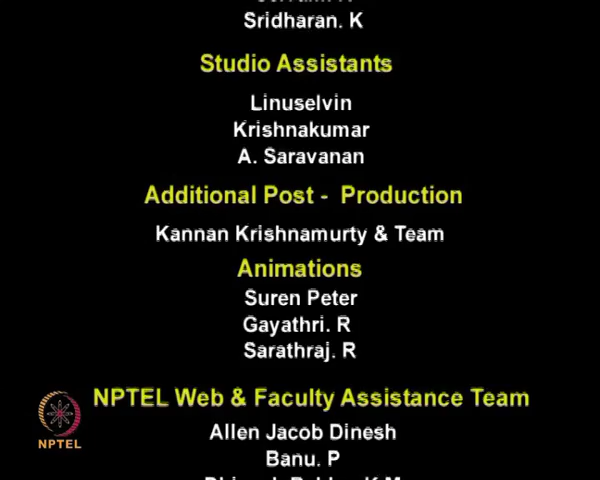 Sridharan. K
Studio Assistants
Linuselvin
Krishnakumar
A. Saravanan
Additional Post - Production
Kannan Krishnamurty & Team
Animations
Suren Peter
Gayathri. R
Sarathraj. R
NPTEL Web & Faculty Assistance Team
Allen Jacob Dinesh
Banu. P
NPTEL